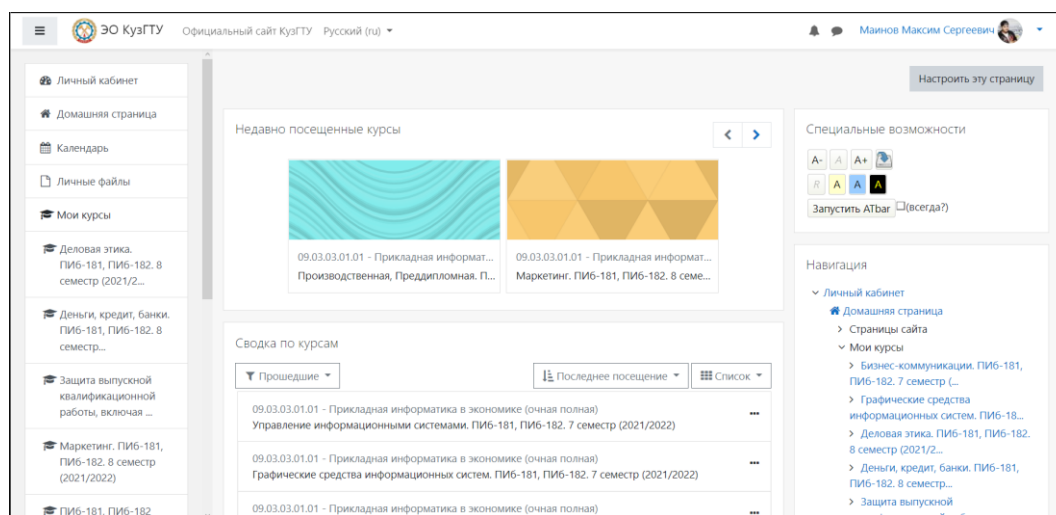 ЭО КузГТУ Официальный сайт КузГТУ Русский (ru) Маинов Максим Сергеевич
Личный кабинет
Домашняя страница
Календарь
Личные файлы
Мои курсы
Деловая этика.
ПИб-181, ПИб-182. 8
семестр (2021/2...
Деньги, кредит, банки.
ПИб-181, ПИб-182. 8
семестр...
Защита выпускной
квалификационной
работы, включая ...
Маркетинг. ПИб-181,
ПИб-182. 8 семестр
(2021/2022)
ПИб-181, ПИб-182
Настроить эту страницу
Недавно посещенные курсы
09.03.03.01.01 - Прикладная информат...
Производственная, Преддипломная. П...
09.03.03.01.01 - Прикладная информат...
Маркетинг. ПИб-181, ПИб-182. 8 семе...
Сводка по курсам
Прошедшие Последнее посещение Список
09.03.03.01.01 - Прикладная информатика в экономике (очная полная)
Управление информационными системами. ПИб-181, ПИб-182. 7 семестр (2021/2022)
09.03.03.01.01 - Прикладная информатика в экономике (очная полная)
Графические средства информационных систем. ПИб-181, ПИб-182. 7 семестр (2021/2022)
09.03.03.01.01 - Прикладная информатика в экономике (очная полная)
Специальные возможности
A- A A+
R A A A
Запустить ATbar (всегда?)
Навигация
Личный кабинет
Домашняя страница
Страницы сайта
Мои курсы
Бизнес-коммуникации. ПИб-181,
ПИб-182. 7 семестр (...
Графические средства
информационных систем. ПИб-18...
Деловая этика. ПИб-181, ПИб-182.
8 семестр (2021/2...
Деньги, кредит, банки. ПИб-181,
ПИб-182. 8 семестр...
Защита выпускной